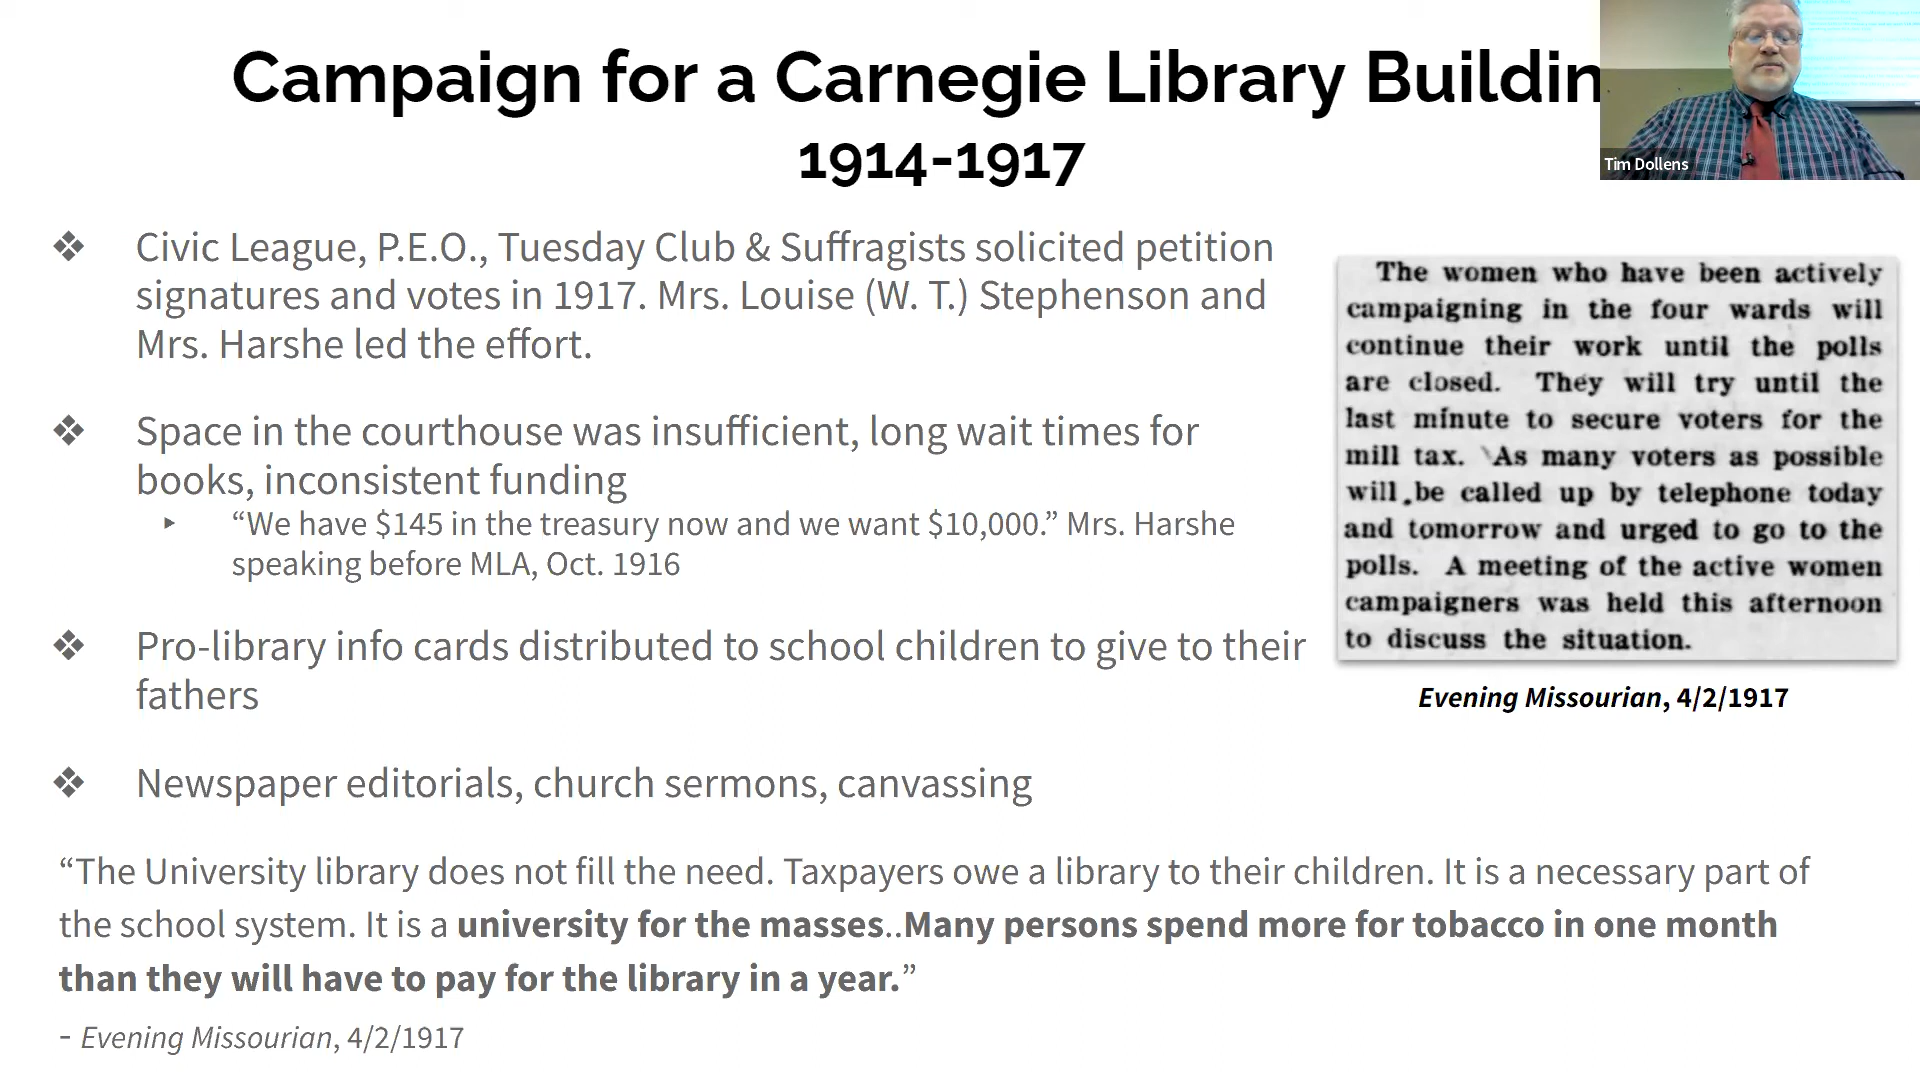 Campaign for a Carnegie Library Buildin
1914-1917
Tim Dollens
❖ Civic League, P.E.O., Tuesday Club & Suffragists solicited petition
signatures and votes in 1917. Mrs. Louise (W. T.) Stephenson and
Mrs. Harshe led the effort.
❖ Space in the courthouse was insufficient, long wait times for
books, inconsistent funding
‣ “We have $145 in the treasury now and we want $10,000.” Mrs. Harshe
speaking before MLA, Oct. 1916
❖ Pro-library info cards distributed to school children to give to their
fathers
❖ Newspaper editorials, church sermons, canvassing
The women who have been actively
campaigning in the four wards will
continue their work until the polls
are closed. They will try until the
last minute to secure voters for the
mill tax. As many voters as possible
will be called up by telephone today
and tomorrow and urged to go to the
polls. A meeting of the active women
campaigners was held this afternoon
to discuss the situation.
Evening Missourian, 4/2/1917
“The University library does not fill the need. Taxpayers owe a library to their children. It is a necessary part of
the school system. It is a university for the masses..Many persons spend more for tobacco in one month
than they will have to pay for the library in a year.”
- Evening Missourian, 4/2/1917